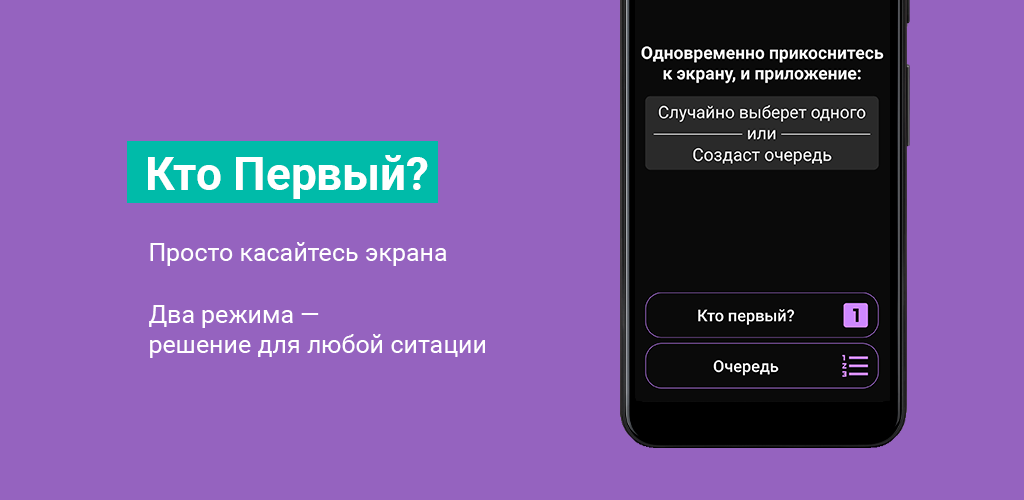 Кто Первый?
Просто касайтесь экрана
Два режима —
решение для любой ситации
Одновременно прикоснитесь
к экрану, и приложение:
Случайно выберет одного
или
Создаст очередь
Кто первый?
1
Очередь
1
2
3